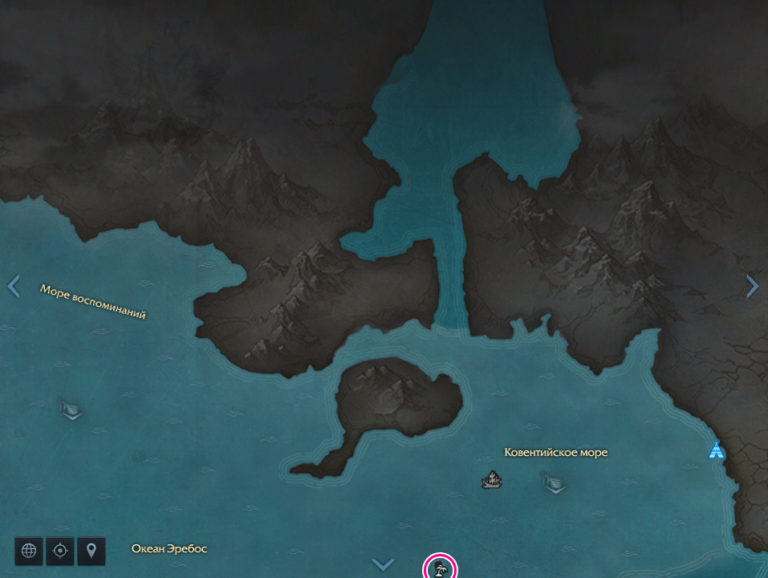 Море воспоминаний
Ковентийское море
Океан Эребос